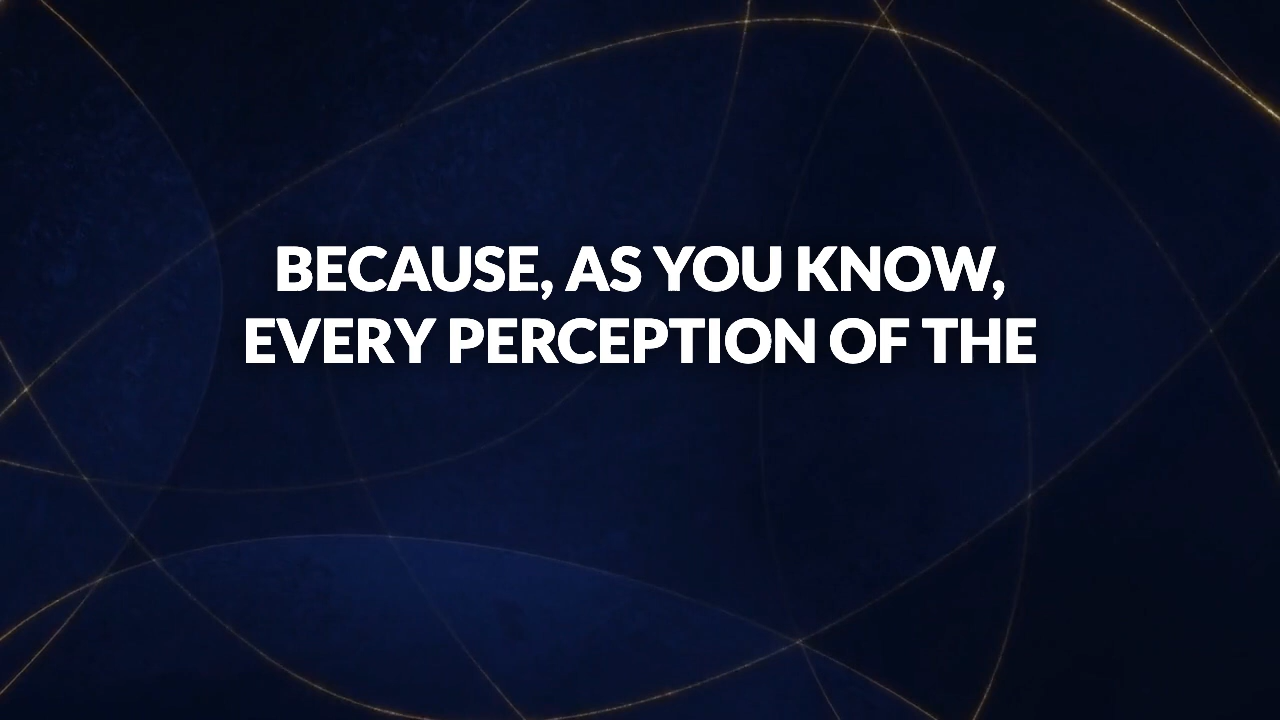 BECAUSE, AS YOU KNOW,
EVERY PERCEPTION OF THE